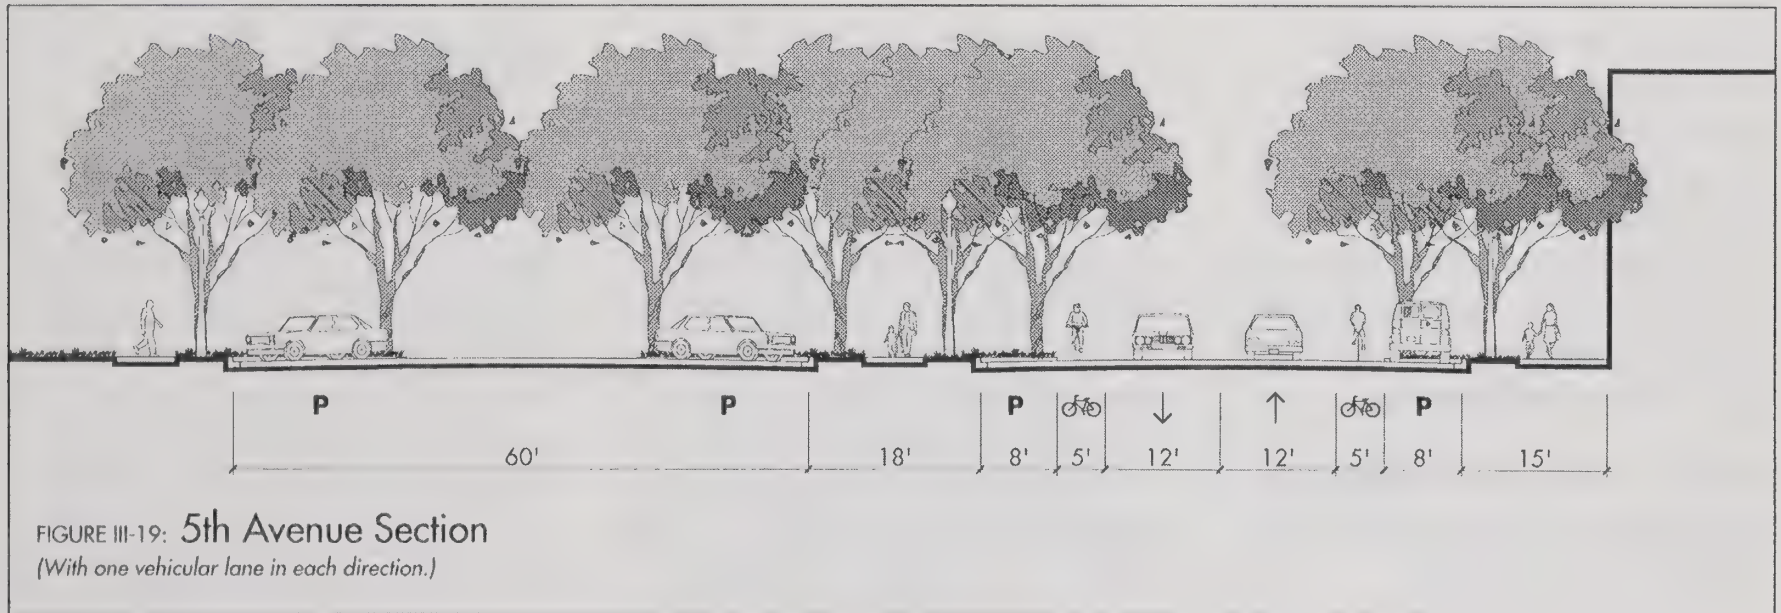 P P P P
60' 18' 8' 5' 12' 12' 5' 8' 15'
FIGURE III-19: 5th Avenue Section
(With one vehicular lane in each direction.)